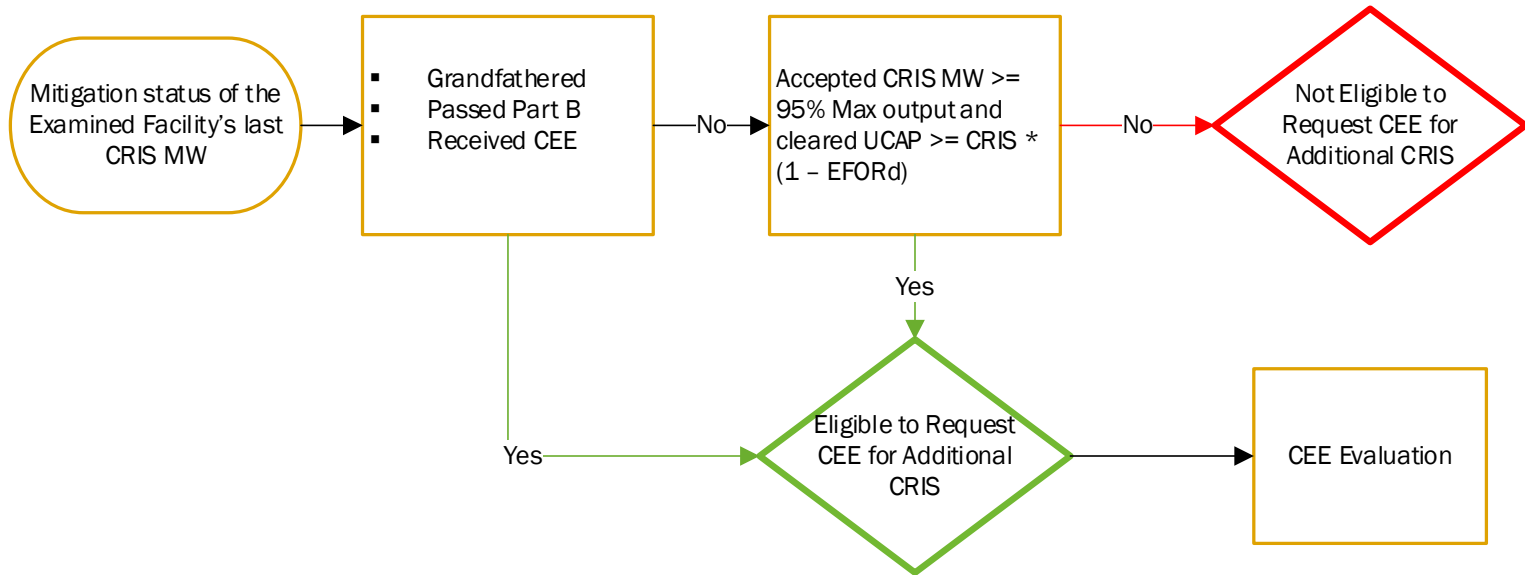 Mitigation status of the
Examined Facility's last
CRIS MW
▪ Grandfathered
▪ Passed Part B
▪ Received CEE
No
Accepted CRIS MW >=
95% Max output and
cleared UCAP >= CRIS *
(1 – EFORd)
No
Not Eligible to
Request CEE for
Additional CRIS
Yes
Yes
Eligible to Request
CEE for Additional
CRIS
CEE Evaluation